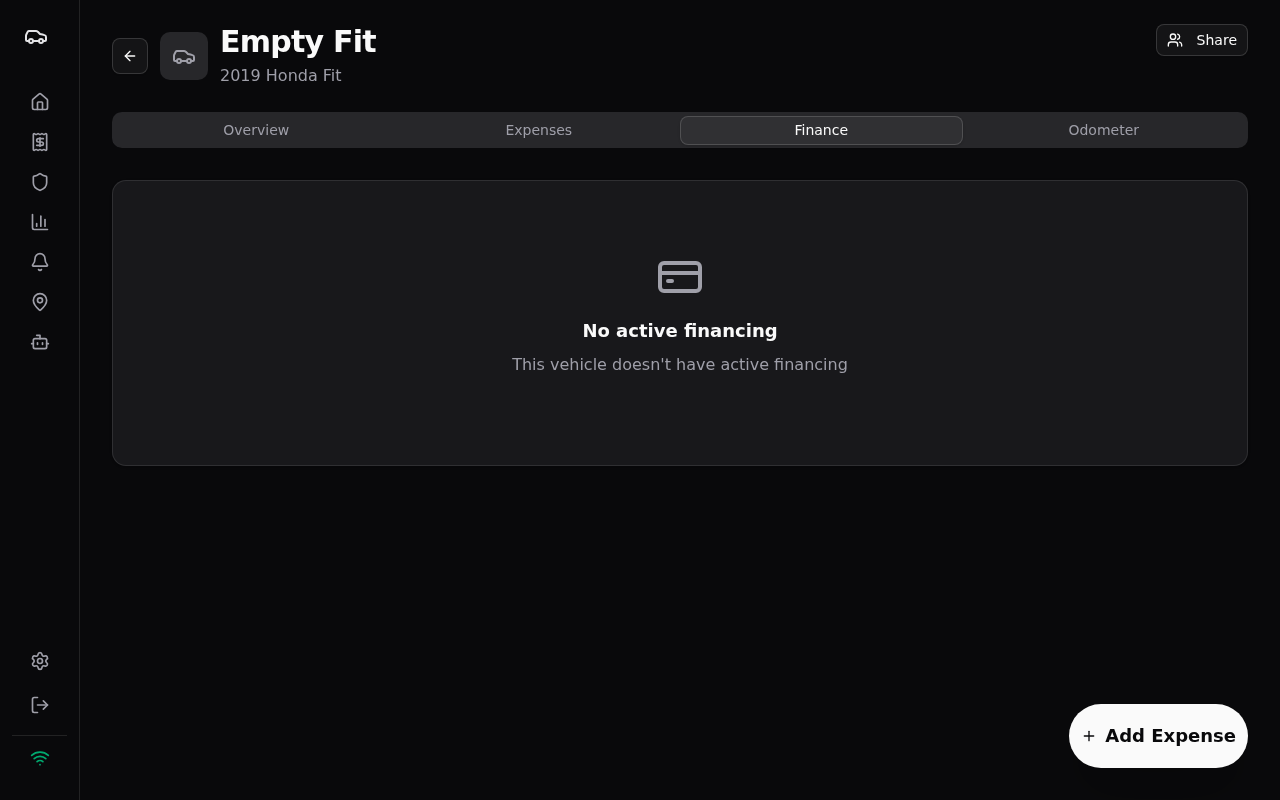 Empty Fit
2019 Honda Fit
Share
Overview
Expenses
Finance
Odometer
No active financing
This vehicle doesn't have active financing
Add Expense